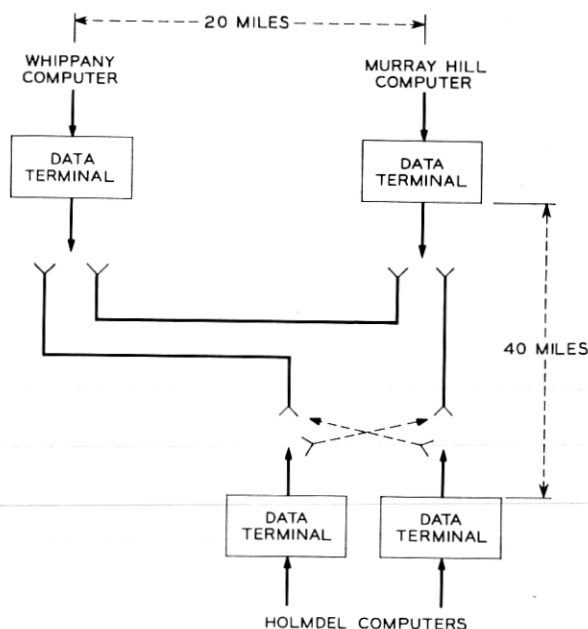 20 MILES
WHIPPANY
COMPUTER
MURRAY HILL
COMPUTER
DATA
TERMINAL
DATA
TERMINAL
40 MILES
DATA
TERMINAL
DATA
TERMINAL
HOLMDEL COMPUTERS